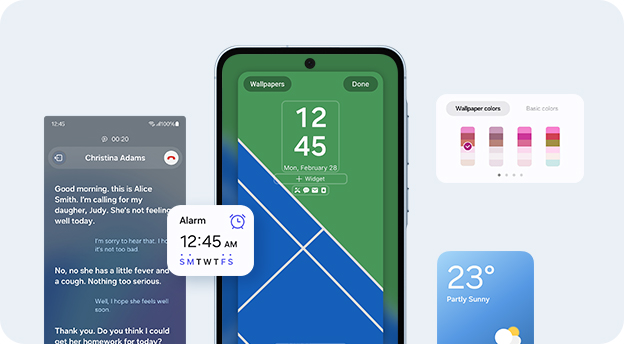 12:45
100%
00:20
Christina Adams
Good morning. this is Alice
Smith. I'm calling for my
daughter, Judy. She's not feeling
well today.
I'm sorry to hear that. I
it's not too bad.
No, no she has a little fever and
a cough. Nothing too serious.
Well, I hope she feels well
soon.
Thank you. Do you think I could
get her homework for today?
Alarm
12:45 AM
S M T W T F S
Wallpapers
Done
12
45
Mon, February 28
+ Widget
Wallpaper colors
Basic colors
23°
Partly Sunny